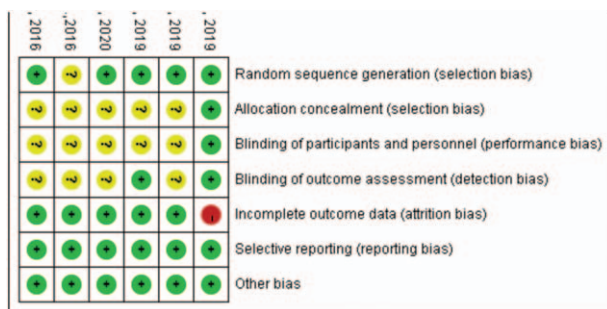 , 2016
, 2016
, 2020
, 2019
, 2019
, 2019
+ ? + + + + Random sequence generation (selection bias)
? ? ? ? ? + Allocation concealment (selection bias)
? ? ? ? ? + Blinding of participants and personnel (performance bias)
? ? ? + ? + Blinding of outcome assessment (detection bias)
+ + + + + - Incomplete outcome data (attrition bias)
+ + + + + + Selective reporting (reporting bias)
+ + + + + + Other bias